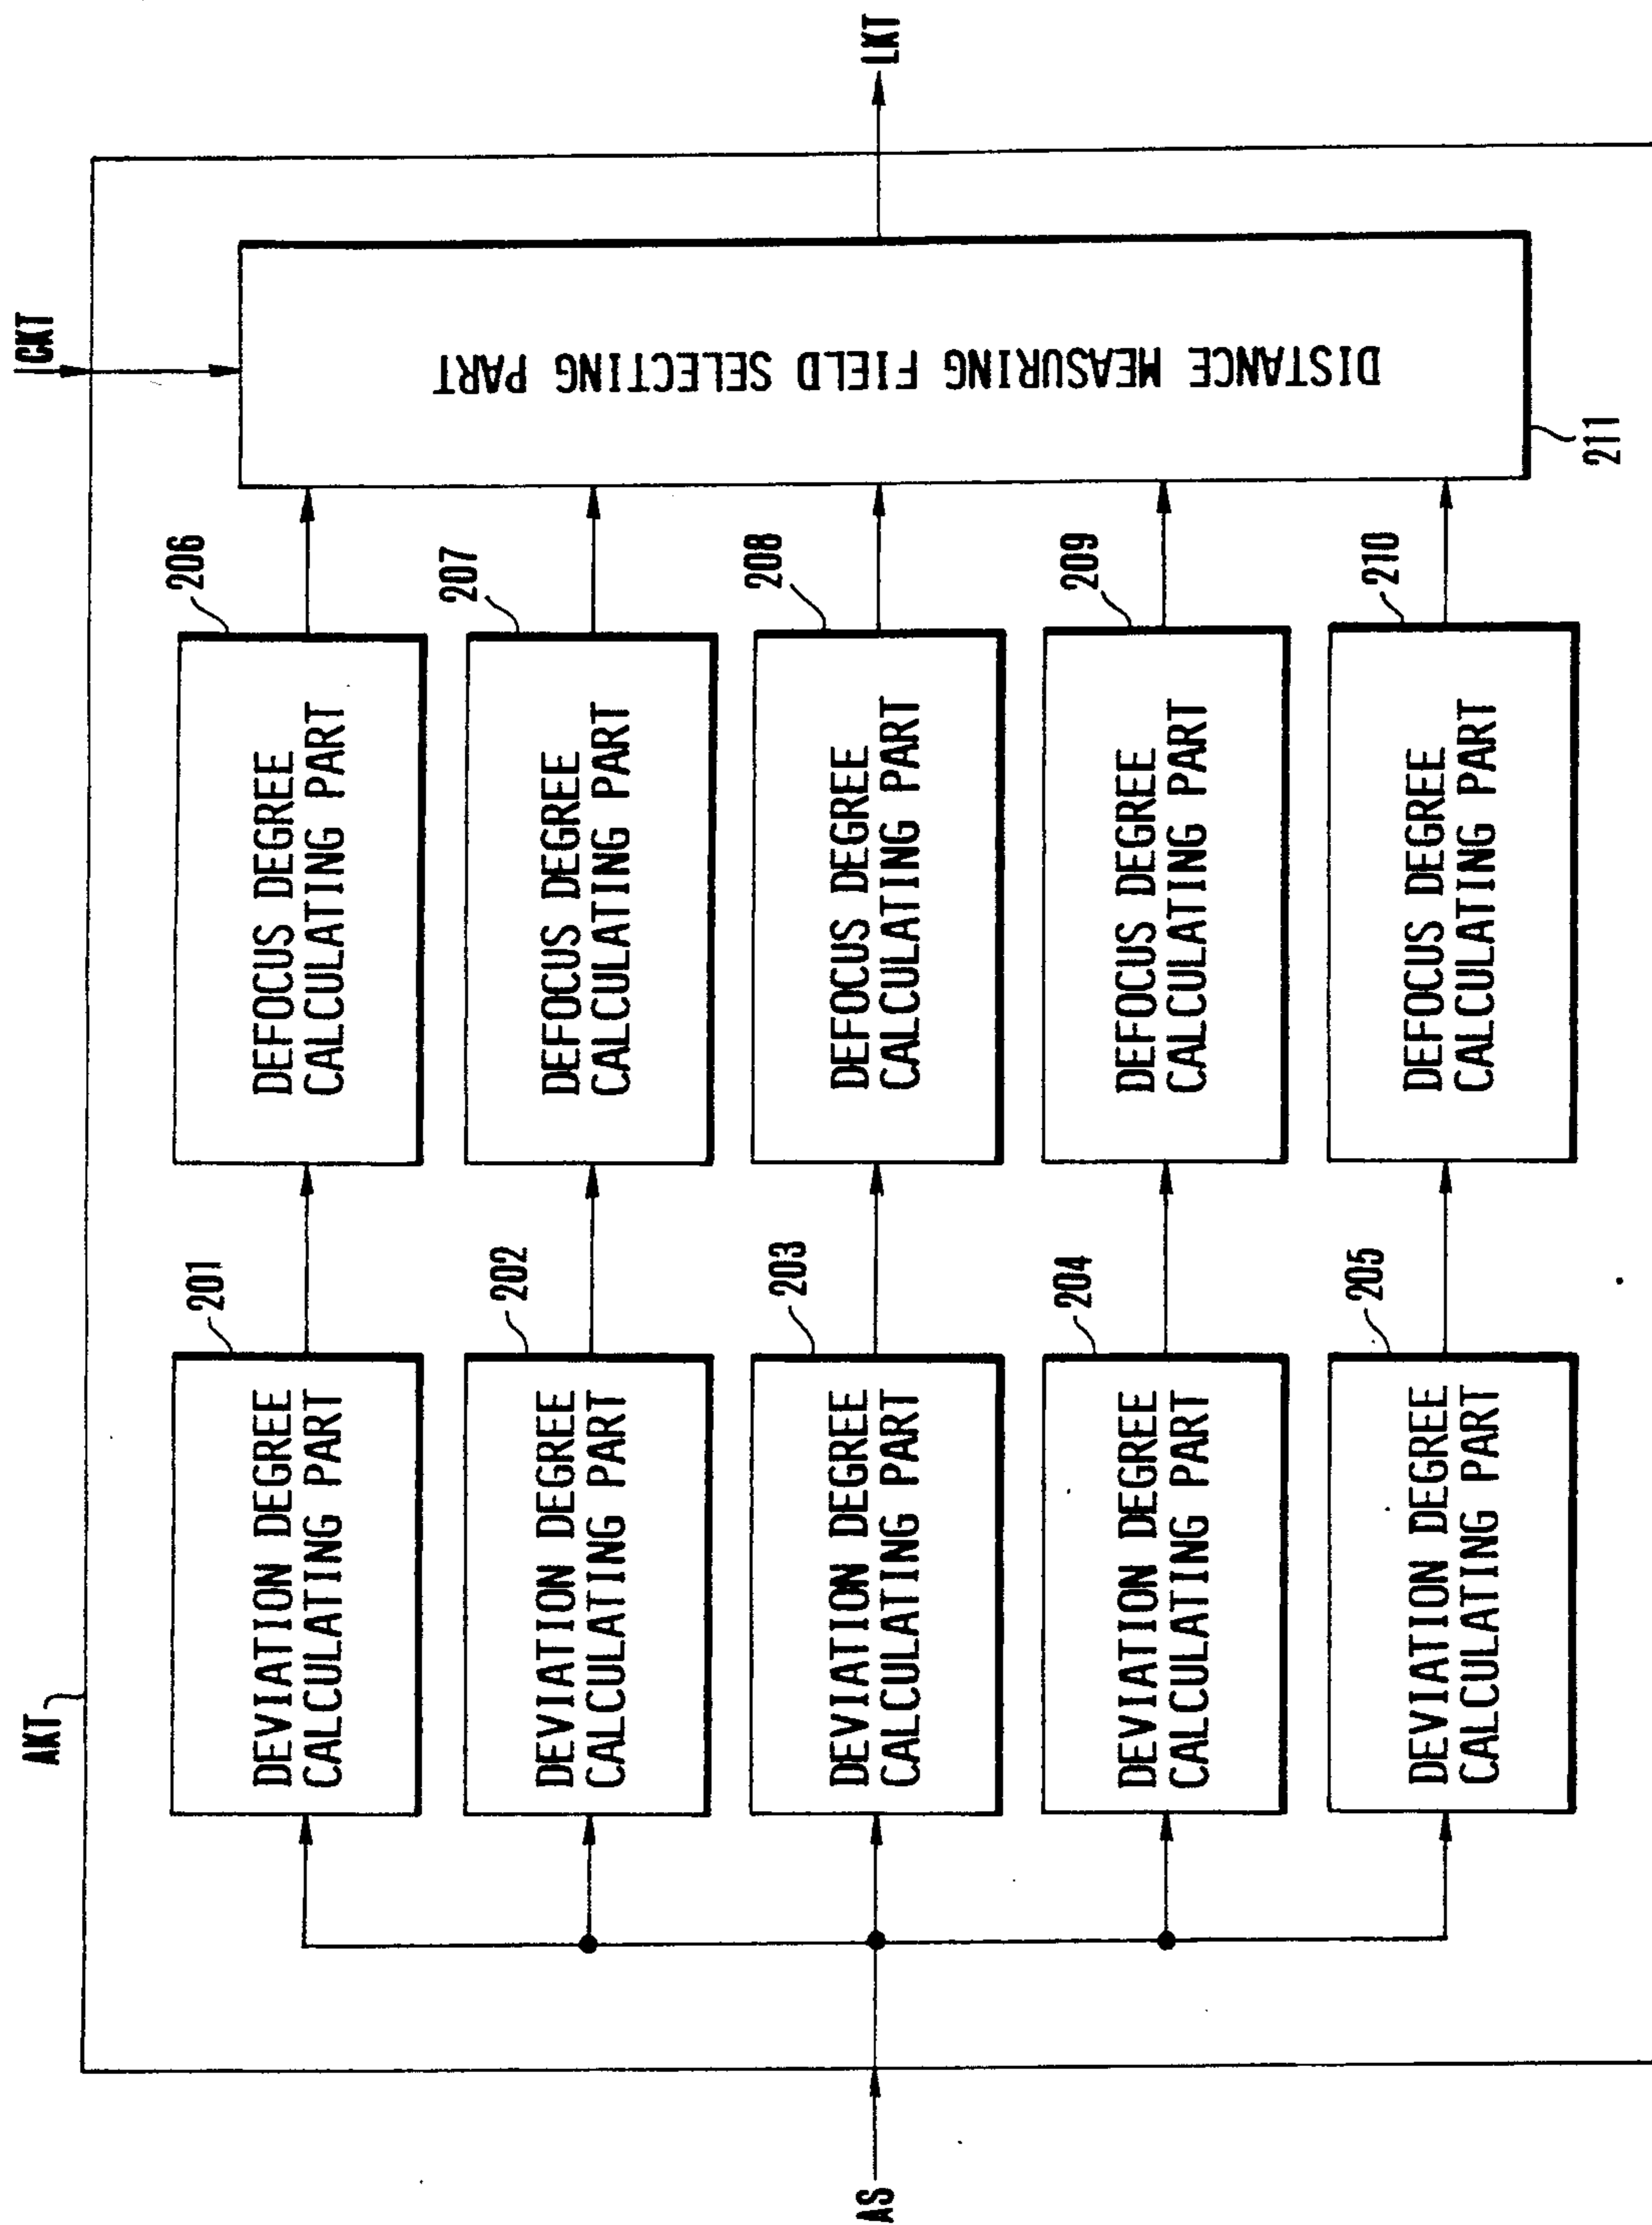 AKT
CKT
AS
LKT
201
DEVIATION DEGREE
CALCULATING PART
206
DEFOCUS DEGREE
CALCULATING PART
202
DEVIATION DEGREE
CALCULATING PART
207
DEFOCUS DEGREE
CALCULATING PART
203
DEVIATION DEGREE
CALCULATING PART
208
DEFOCUS DEGREE
CALCULATING PART
204
DEVIATION DEGREE
CALCULATING PART
209
DEFOCUS DEGREE
CALCULATING PART
205
DEVIATION DEGREE
CALCULATING PART
210
DEFOCUS DEGREE
CALCULATING PART
DISTANCE MEASURING FIELD SELECTING PART
211